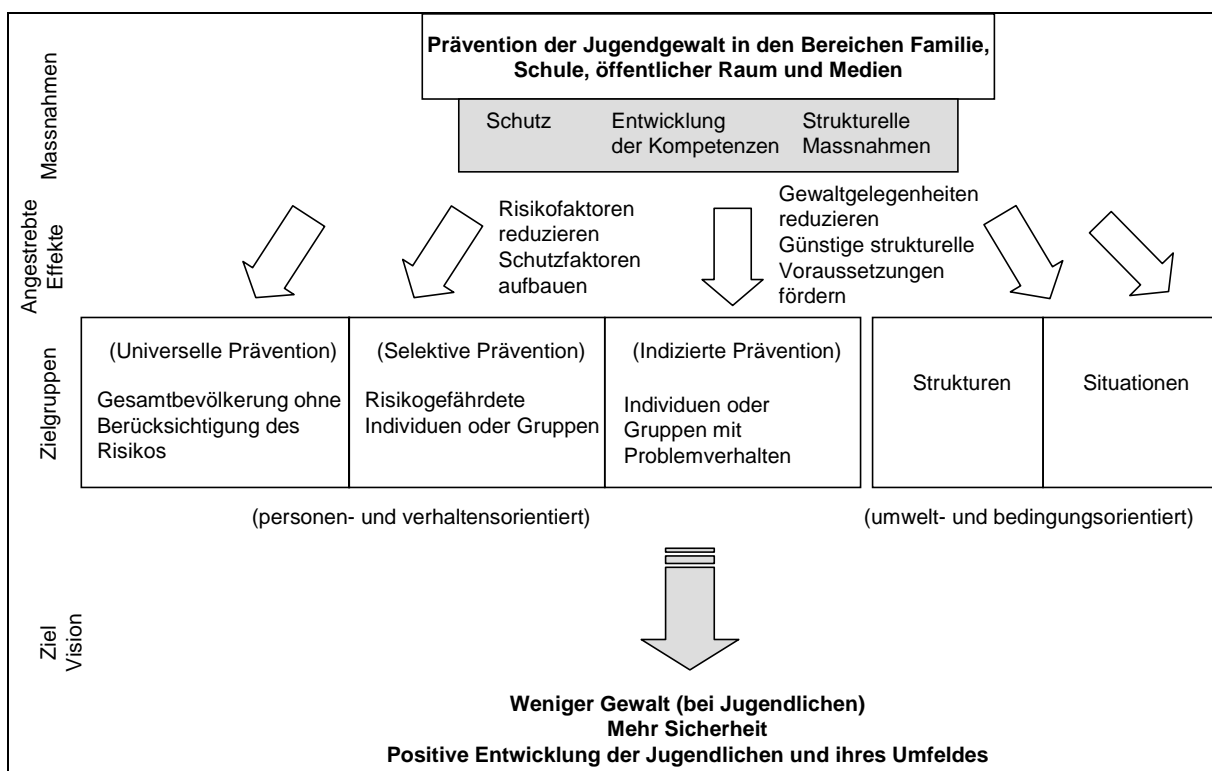 Massnahmen
Prävention der Jugendgewalt in den Bereichen Familie,
Schule, öffentlicher Raum und Medien
Schutz
Entwicklung
der Kompetenzen
Strukturelle
Massnahmen
Angestrebte
Effekte
Risikofaktoren
reduzieren
Schutzfaktoren
aufbauen
Gewaltgelegenheiten
reduzieren
Günstige strukturelle
Voraussetzungen
fördern
Zielgruppen
(Universelle Prävention)
Gesamtbevölkerung ohne
Berücksichtigung des
Risikos
(Selektive Prävention)
Risikogefährdete
Individuen oder Gruppen
(Indizierte Prävention)
Individuen oder
Gruppen mit
Problemverhalten
Strukturen
Situationen
(personen- und verhaltensorientiert)
(umwelt- und bedingungsorientiert)
Ziel
Vision
Weniger Gewalt (bei Jugendlichen)
Mehr Sicherheit
Positive Entwicklung der Jugendlichen und ihres Umfeldes